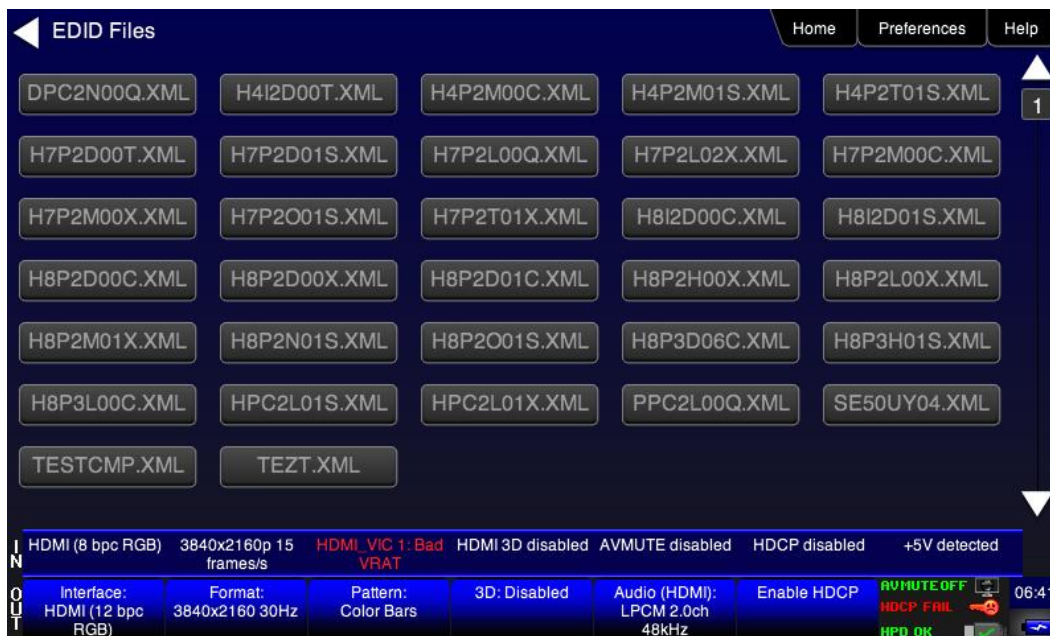 EDID Files
Home
Preferences
Help
DPC2N00Q.XML
H4I2D00T.XML
H4P2M00C.XML
H4P2M01S.XML
H4P2T01S.XML
1
H7P2D00T.XML
H7P2D01S.XML
H7P2L00Q.XML
H7P2L02X.XML
H7P2M00C.XML
H7P2M00X.XML
H7P2O01S.XML
H7P2T01X.XML
H8I2D00C.XML
H8I2D01S.XML
H8P2D00C.XML
H8P2D00X.XML
H8P2D01C.XML
H8P2H00X.XML
H8P2L00X.XML
H8P2M01X.XML
H8P2N01S.XML
H8P2O01S.XML
H8P3D06C.XML
H8P3H01S.XML
H8P3L00C.XML
HPC2L01S.XML
HPC2L01X.XML
PPC2L00Q.XML
SE50UY04.XML
TESTCMP.XML
TEZT.XML
IN
HDMI (8 bpc RGB)
3840x2160p 15
frames/s
HDMI_VIC 1: Bad
VRAT
HDMI 3D disabled
AVMUTE disabled
HDCP disabled
+5V detected
OUT
Interface:
HDMI (12 bpc
RGB)
Format:
3840x2160 30Hz
Pattern:
Color Bars
3D: Disabled
Audio (HDMI):
LPCM 2.0ch
48kHz
Enable HDCP
AVMUTE OFF
HDCP FAIL
HPD OK
06:41